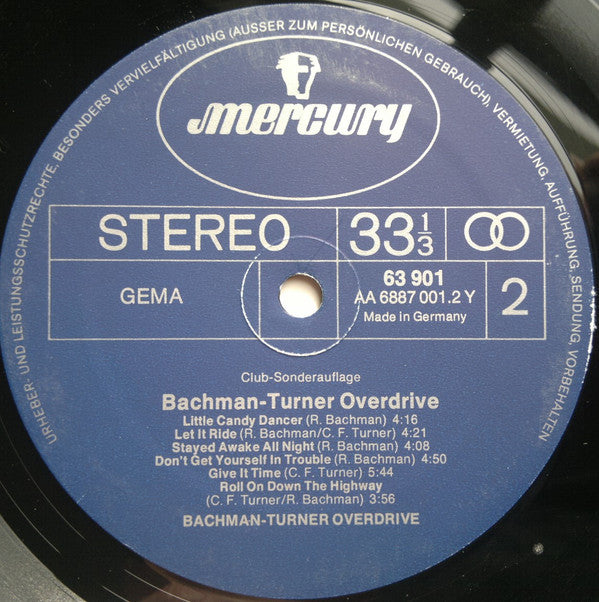 URHEBER- UND LEISTUNGSSCHUTZRECHTE, BESONDERS VERVIELFÄLTIGUNG (AUSSER ZUM PERSÖNLICHEN GEBRAUCH), VERMIETUNG, AUFFÜHRUNG, SENDUNG, VORBEHALTEN
mercury
STEREO
33 1/3
GEMA
63 901
AA 6887 001.2 Y
Made in Germany
2
Club-Sonderauflage
Bachman-Turner Overdrive
Little Candy Dancer (R. Bachman) 4:16
Let It Ride (R. Bachman/C. F. Turner) 4:21
Stayed Awake All Night (R. Bachman) 4:08
Don't Get Yourself In Trouble (R. Bachman) 4:50
Give It Time (C. F. Turner) 5:44
Roll On Down The Highway
(C. F. Turner/R. Bachman) 3:56
BACHMAN-TURNER OVERDRIVE